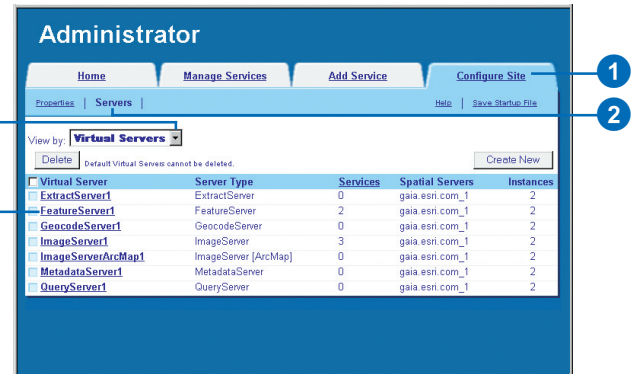 Administrator
Home Manage Services Add Service Configure Site 1
Properties | Servers | Help | Save Startup File 2
View by: Virtual Servers
Delete Default Virtual Servers cannot be deleted. Create New
Virtual Server Server Type Services Spatial Servers Instances
ExtractServer1 ExtractServer 0 gaia.esri.com_1 2
FeatureServer1 FeatureServer 2 gaia.esri.com_1 2
GeocodeServer1 GeocodeServer 0 gaia.esri.com_1 2
ImageServer1 ImageServer 3 gaia.esri.com_1 2
ImageServerArcMap1 ImageServer [ArcMap] 0 gaia.esri.com_1 2
MetadataServer1 MetadataServer 0 gaia.esri.com_1 2
QueryServer1 QueryServer 0 gaia.esri.com_1 2